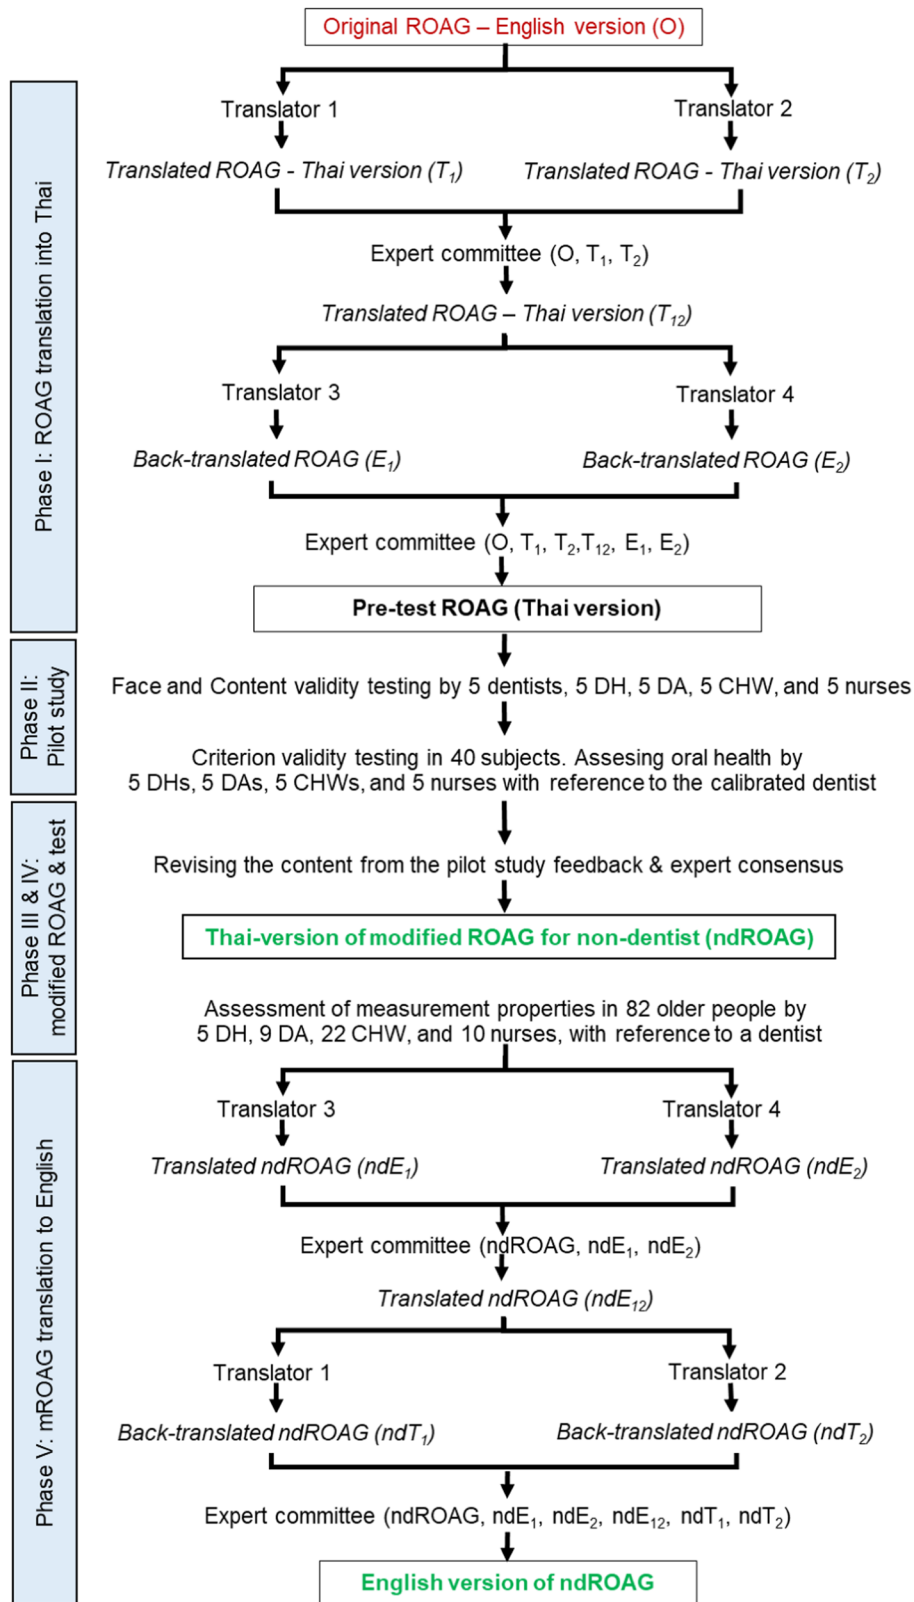 Original ROAG – English version (O)
Phase I: ROAG translation into Thai
Translator 1
Translator 2
Translated ROAG - Thai version (T₁)
Translated ROAG - Thai version (T₂)
Expert committee (O, T₁, T₂)
Translated ROAG – Thai version (T₁₂)
Translator 3
Translator 4
Back-translated ROAG (E₁)
Back-translated ROAG (E₂)
Expert committee (O, T₁, T₂,T₁₂, E₁, E₂)
Pre-test ROAG (Thai version)
Phase II:
Pilot study
Face and Content validity testing by 5 dentists, 5 DH, 5 DA, 5 CHW, and 5 nurses
Criterion validity testing in 40 subjects. Assesing oral health by
5 DHs, 5 DAs, 5 CHWs, and 5 nurses with reference to the calibrated dentist
Phase III & IV:
modified ROAG & test
Revising the content from the pilot study feedback & expert consensus
Thai-version of modified ROAG for non-dentist (ndROAG)
Assessment of measurement properties in 82 older people by
5 DH, 9 DA, 22 CHW, and 10 nurses, with reference to a dentist
Phase V: mROAG translation to English
Translator 3
Translator 4
Translated ndROAG (ndE₁)
Translated ndROAG (ndE₂)
Expert committee (ndROAG, ndE₁, ndE₂)
Translated ndROAG (ndE₁₂)
Translator 1
Translator 2
Back-translated ndROAG (ndT₁)
Back-translated ndROAG (ndT₂)
Expert committee (ndROAG, ndE₁, ndE₂, ndE₁₂, ndT₁, ndT₂)
English version of ndROAG